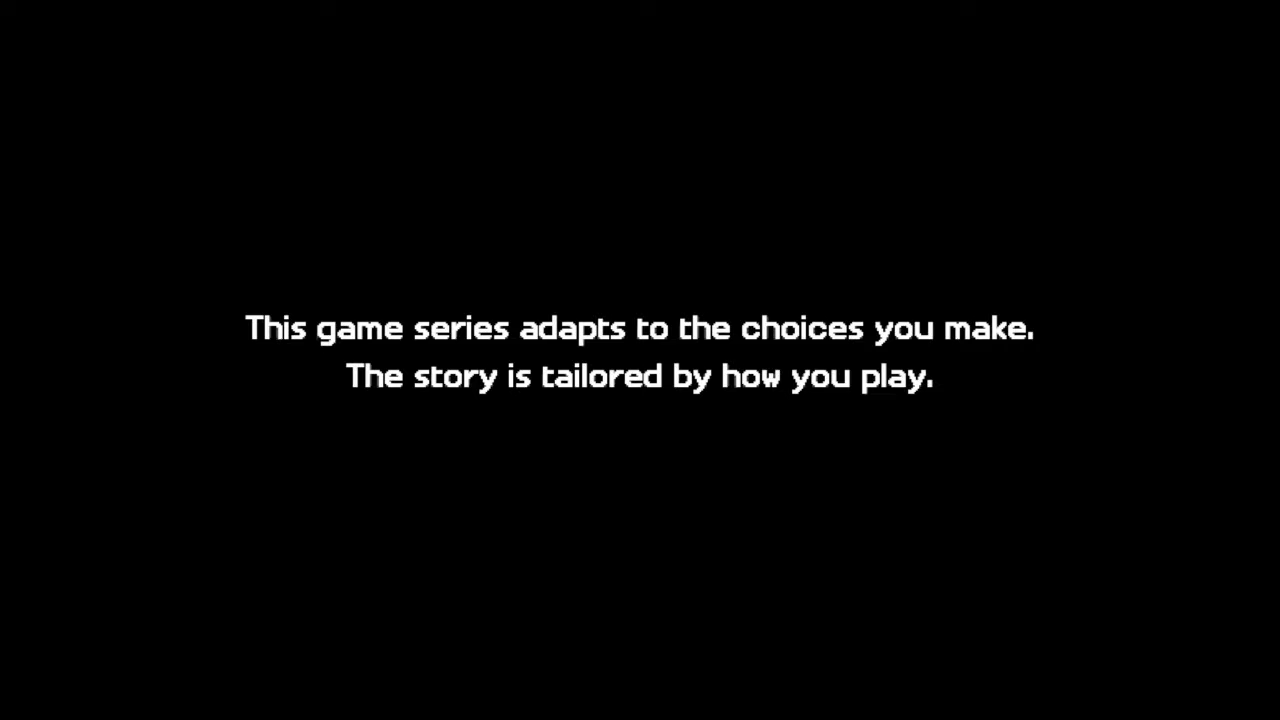 This game series adapts to the choices you make.
The story is tailored by how you play.